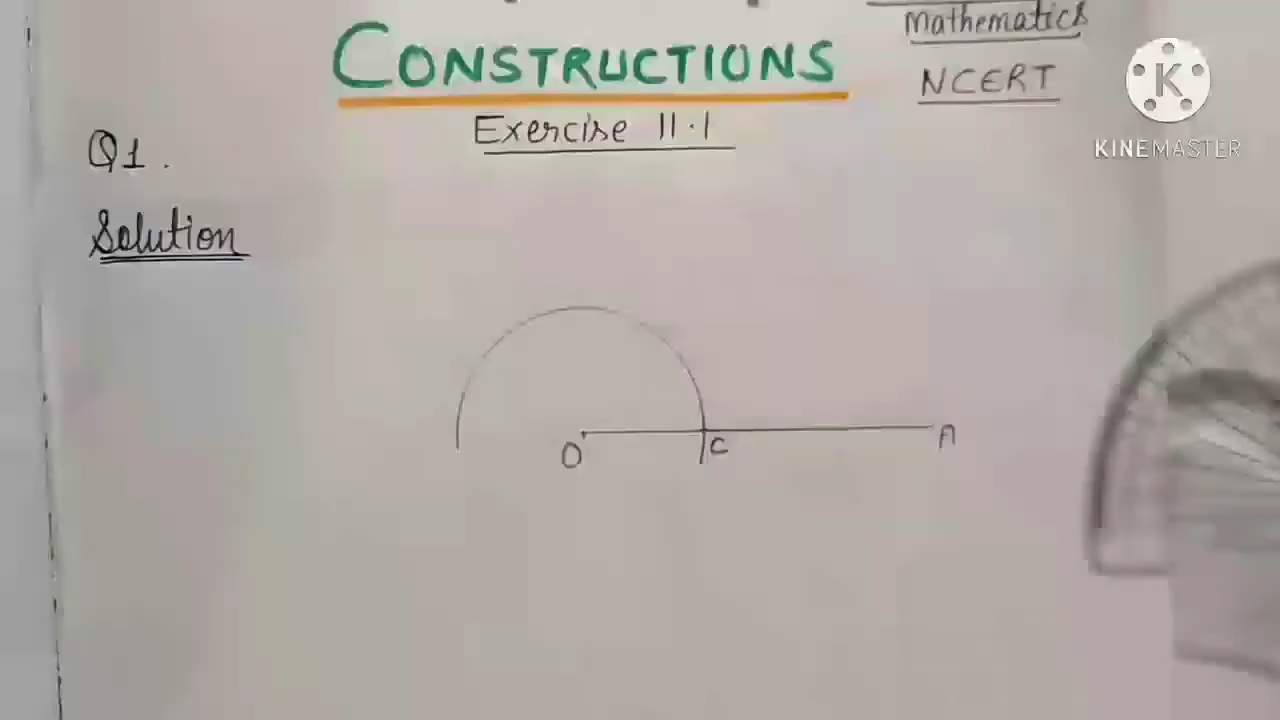 Mathematics
CONSTRUCTIONS
NCERT
K
KINEMASTER
Exercise 11.1
Q1.
Solution
O
C
A